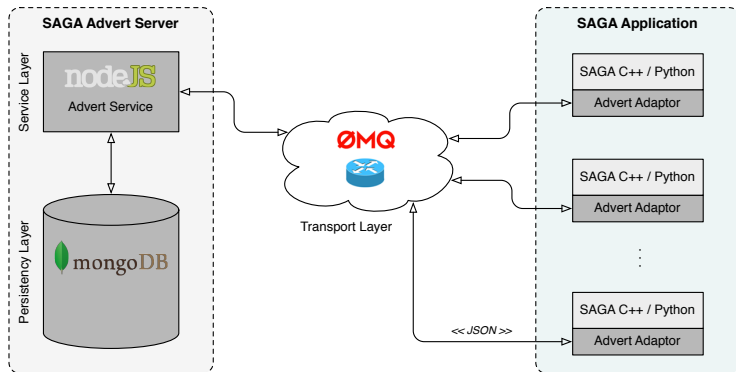 SAGA Advert Server
Service Layer
nodeJS
Advert Service
Persistency Layer
mongoDB
ØMQ
Transport Layer
<< JSON >>
SAGA Application
SAGA C++ / Python
Advert Adaptor
SAGA C++ / Python
Advert Adaptor
SAGA C++ / Python
Advert Adaptor